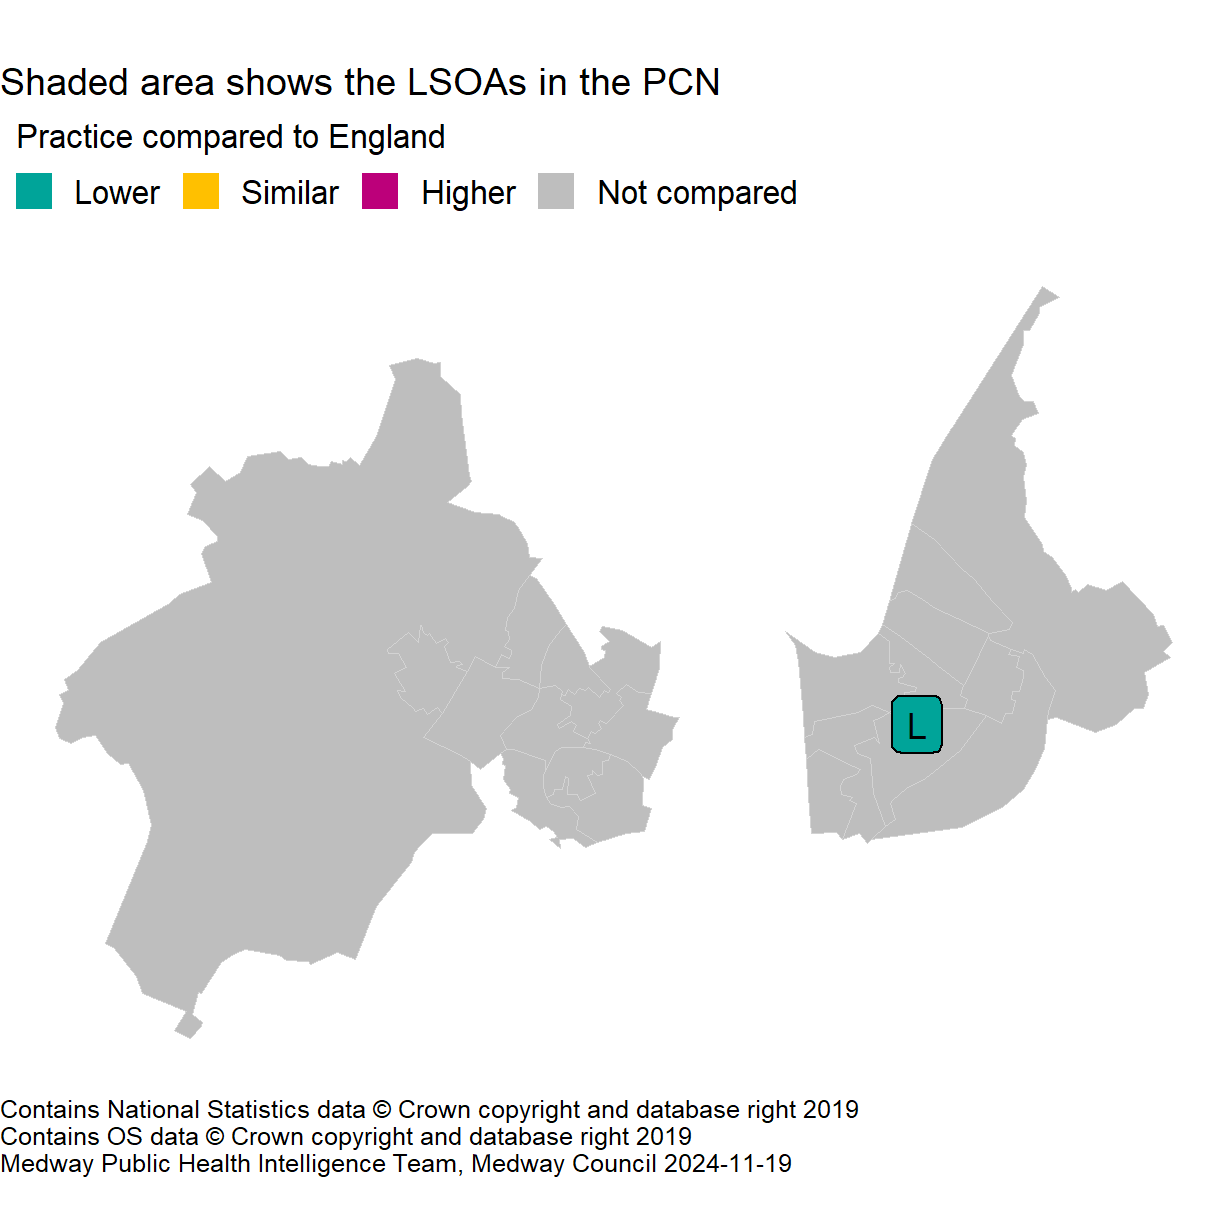 Shaded area shows the LSOAs in the PCN
Practice compared to England
Lower Similar Higher Not compared
L
Contains National Statistics data © Crown copyright and database right 2019
Contains OS data © Crown copyright and database right 2019
Medway Public Health Intelligence Team, Medway Council 2024-11-19